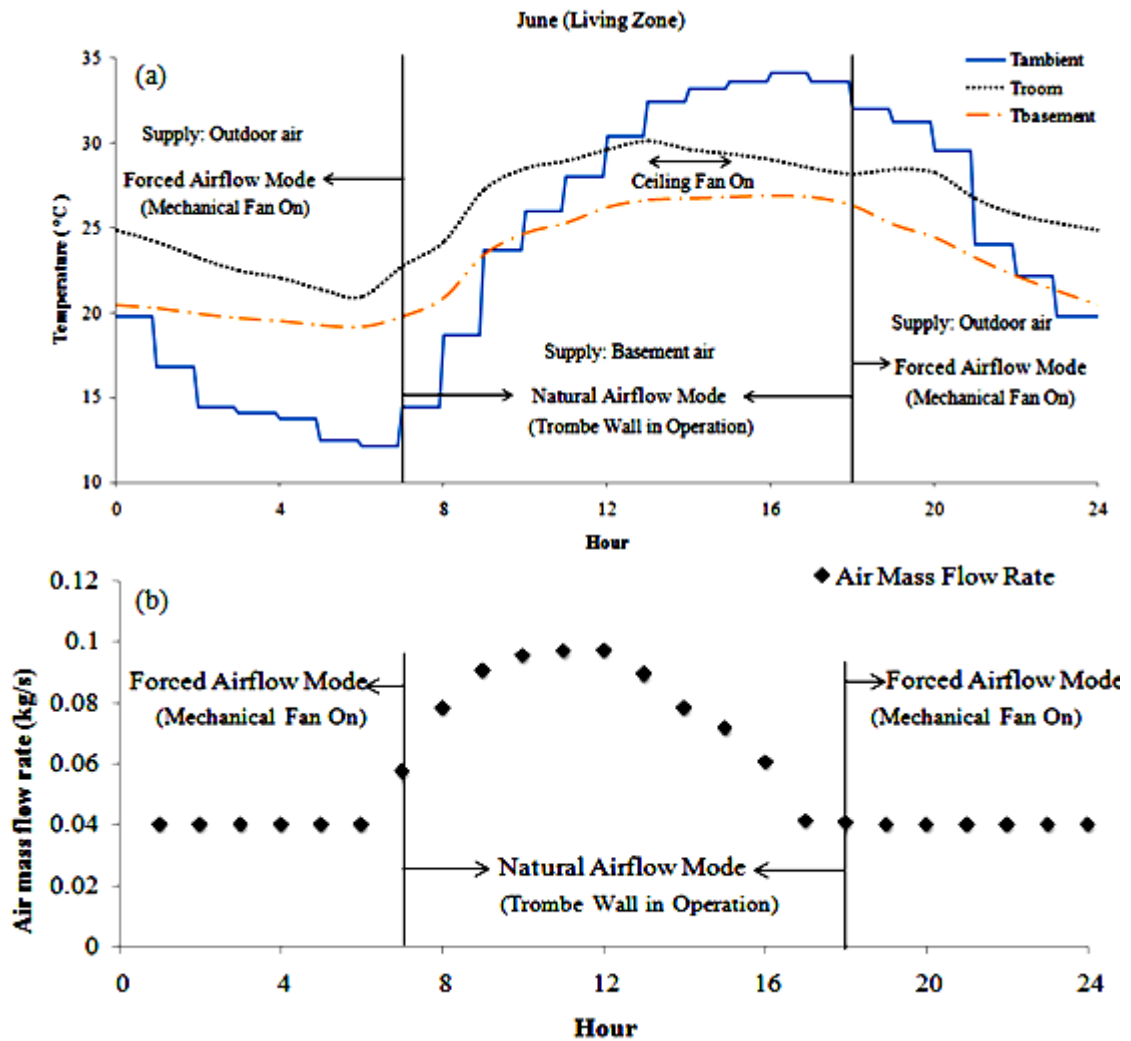 June (Living Zone)
(a)
35
30
25
20
15
10
Temperature (°C)
Tambient
Troom
Tbasement
Supply: Outdoor air
Forced Airflow Mode
(Mechanical Fan On)
Ceiling Fan On
Supply: Basement air
Natural Airflow Mode
(Trombe Wall in Operation)
Supply: Outdoor air
Forced Airflow Mode
(Mechanical Fan On)
0 4 8 12 16 20 24
Hour
(b)
Air Mass Flow Rate
0.12
0.1
0.08
0.06
0.04
0.02
0
Air mass flow rate (kg/s)
Forced Airflow Mode
(Mechanical Fan On)
Forced Airflow Mode
(Mechanical Fan On)
Natural Airflow Mode
(Trombe Wall in Operation)
0 4 8 12 16 20 24
Hour